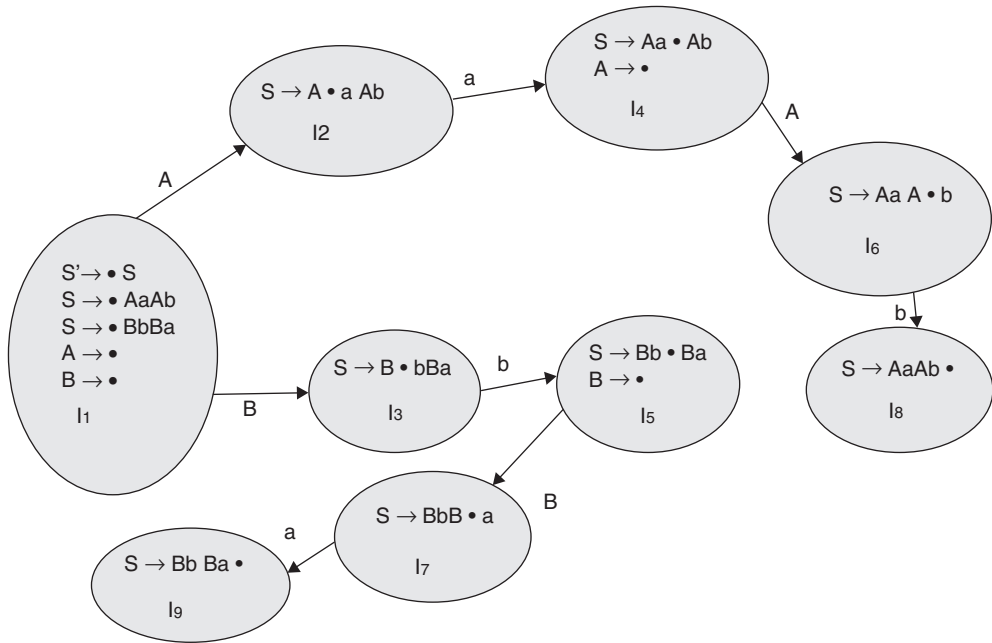 S → Aa • Ab
A → •
I4
a
S → A • a Ab
I2
A
A
S → Aa A • b
I6
S' → • S
S → • AaAb
S → • BbBa
A → •
B → •
I1
b
B
S → B • bBa
I3
b
S → Bb • Ba
B → •
I5
S → AaAb •
I8
B
S → BbB • a
I7
a
S → Bb Ba •
I9